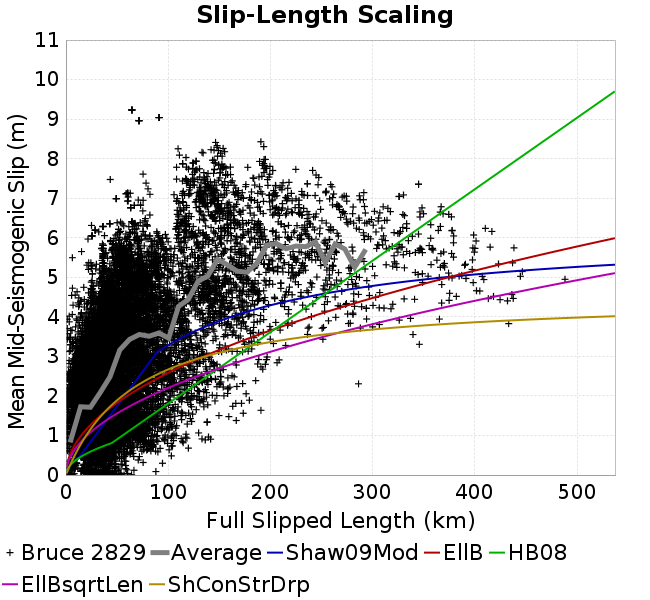 Slip-Length Scaling
Mean Mid-Seismogenic Slip (m)
11
10
9
8
7
6
5
4
3
2
1
0
0 100 200 300 400 500
Full Slipped Length (km)
Bruce 2829 Average Shaw09Mod EllB HB08
EllBsqrtLen ShConStrDrp